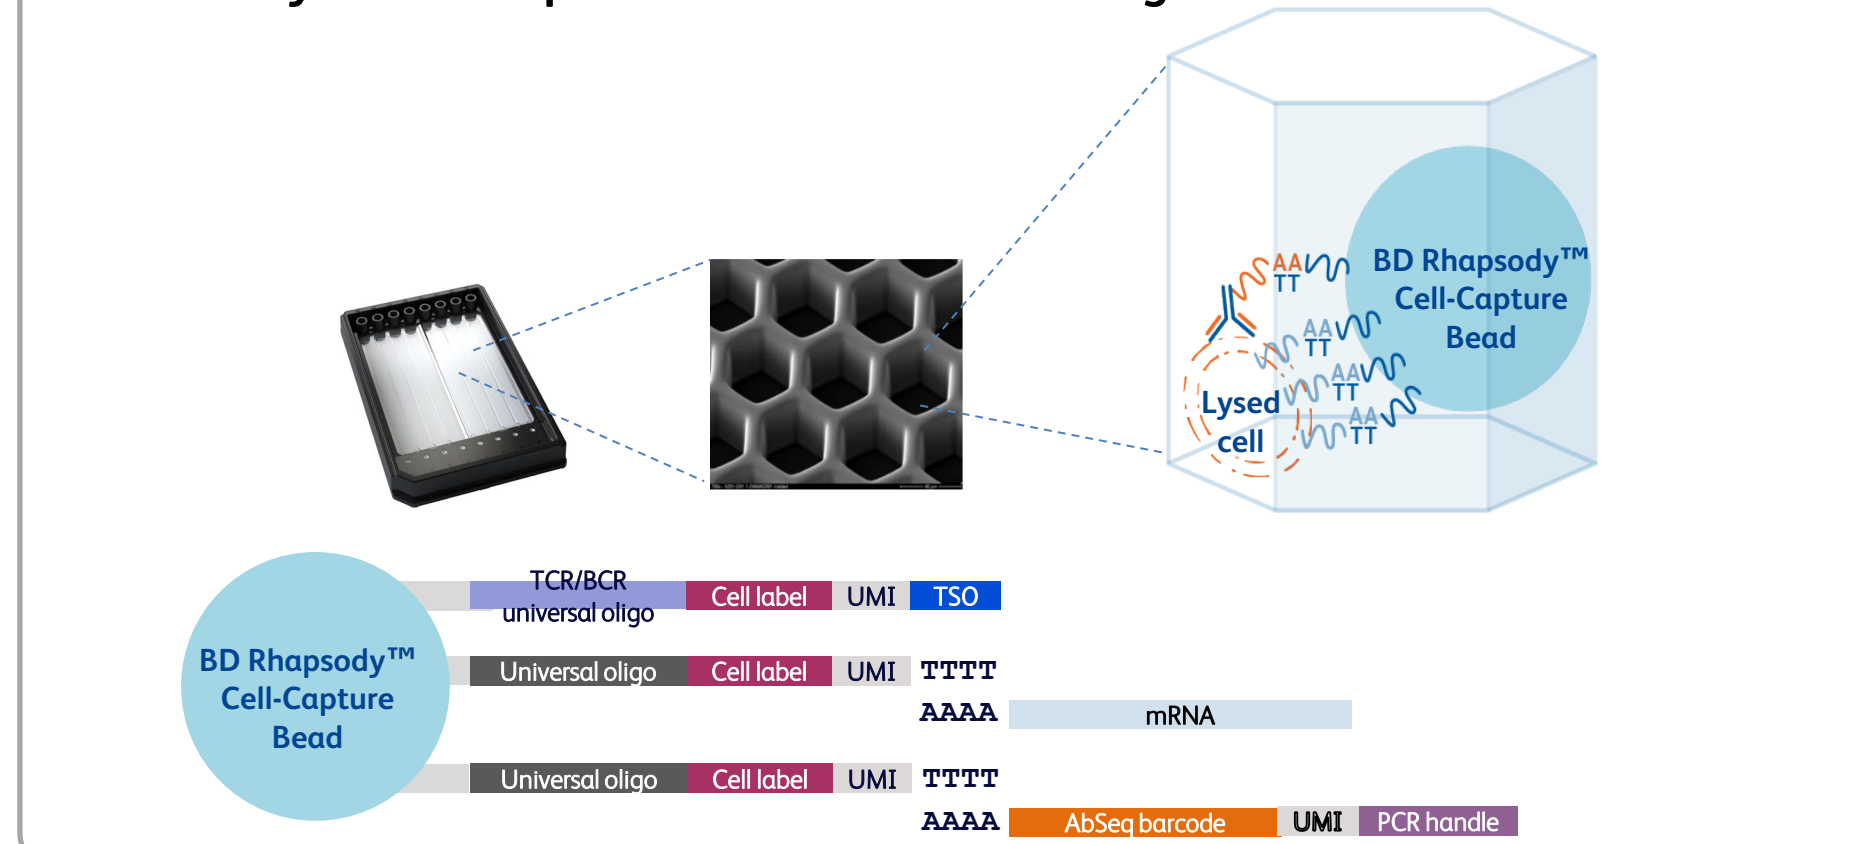 AA
TT
BD Rhapsody™
Cell-Capture
Bead
AA
TT
AA
TT
AA
TT
Lysed
cell
TCR/BCR
universal oligo
Cell label
UMI
TSO
BD Rhapsody™
Cell-Capture
Bead
Universal oligo
Cell label
UMI
TTTT
AAAA
mRNA
Universal oligo
Cell label
UMI
TTTT
AAAA
AbSeq barcode
UMI
PCR handle